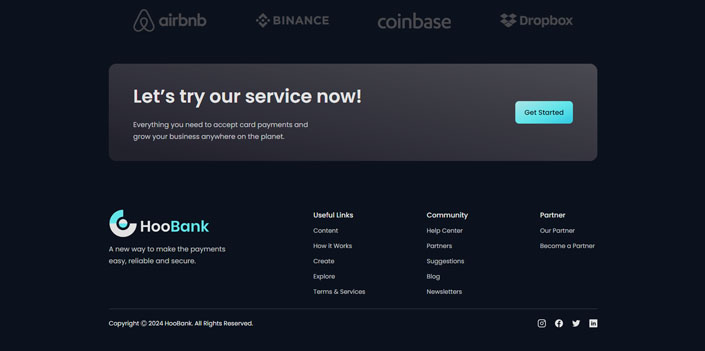 airbnb
BINANCE
coinbase
Dropbox
Let’s try our service now!
Everything you need to accept card payments and
grow your business anywhere on the planet.
Get Started
HooBank
A new way to make the payments
easy, reliable and secure.
Useful Links
Content
How it Works
Create
Explore
Terms & Services
Community
Help Center
Partners
Suggestions
Blog
Newsletters
Partner
Our Partner
Become a Partner
Copyright Ⓒ 2024 HooBank. All Rights Reserved.
in